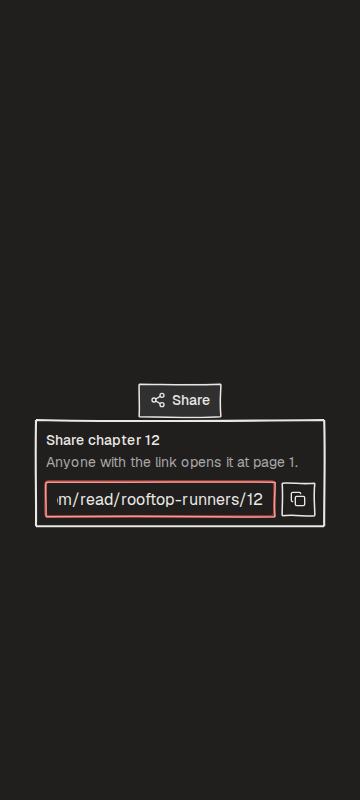 Share
Share chapter 12
Anyone with the link opens it at page 1.
m/read/rooftop-runners/12